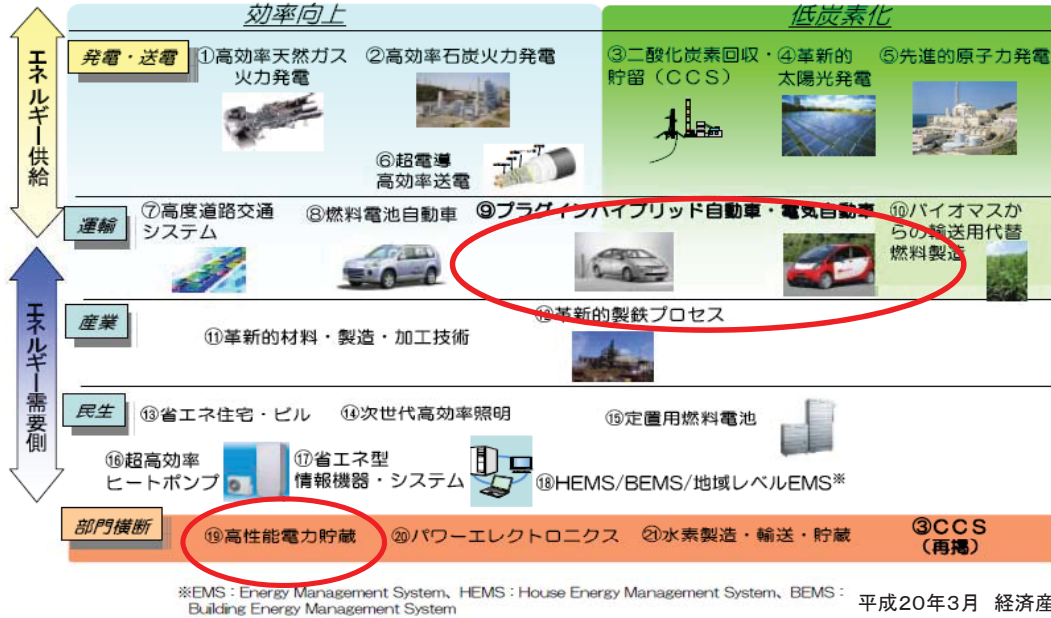 効率向上
低炭素化
エネルギー供給
発電・送電
①高効率天然ガス
火力発電
②高効率石炭火力発電
③二酸化炭素回収・
貯留(CCS)
④革新的
太陽光発電
⑤先進的原子力発電
⑥超電導
高効率送電
運輸
⑦高度道路交通
システム
⑧燃料電池自動車
⑨プラグインハイブリッド自動車・電気自動車
⑩バイオマスか
らの輸送用代替
燃料製造
エネルギー需要側
産業
⑪革新的材料・製造・加工技術
⑫革新的製鉄プロセス
民生
⑬省エネ住宅・ビル
⑭次世代高効率照明
⑮定置用燃料電池
⑯超高効率
ヒートポンプ
⑰省エネ型
情報機器・システム
⑱HEMS/BEMS/地域レベルEMS※
部門横断
⑲高性能電力貯蔵
⑳パワーエレクトロニクス
㉑水素製造・輸送・貯蔵
③CCS
(再掲)
※EMS:Energy Management System、HEMS:House Energy Management System、BEMS:
Building Energy Management System
平成20年3月 経済産